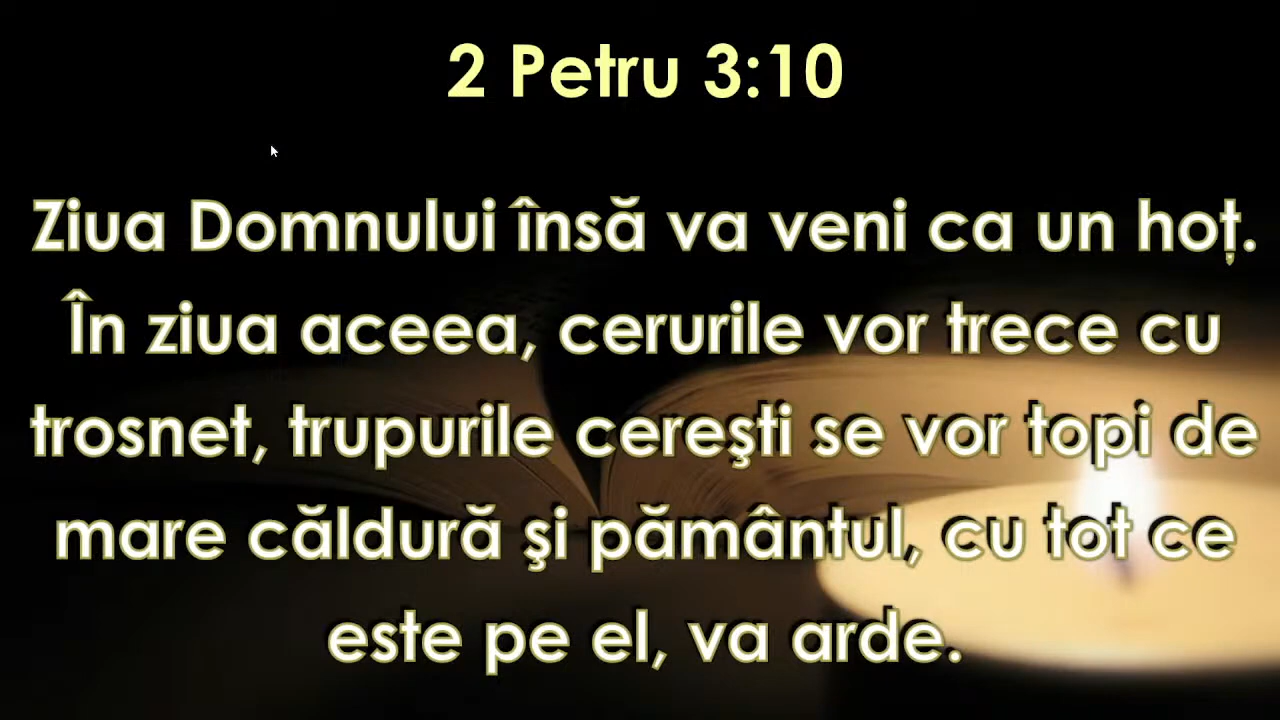 2 Petru 3:10
Ziua Domnului însă va veni ca un hoţ.
În ziua aceea, cerurile vor trece cu
trosnet, trupurile cereşti se vor topi de
mare căldură şi pământul, cu tot ce
este pe el, va arde.